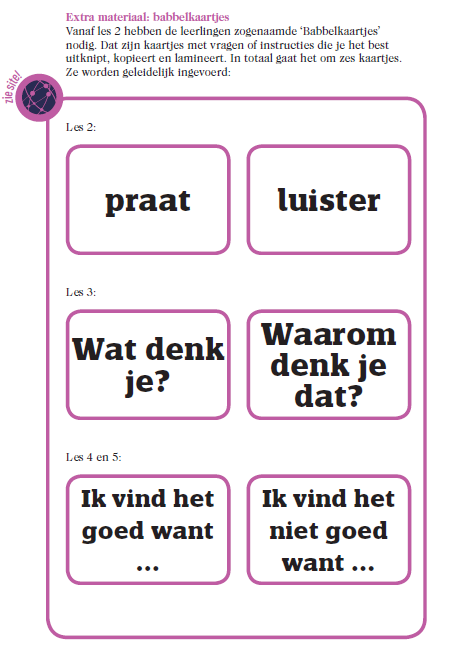 Extra materiaal: babbelkaartjes
Vanaf les 2 hebben de leerlingen zogenaamde ‘Babbelkaartjes’
nodig. Dat zijn kaartjes met vragen of instructies die je het best
uitknipt, kopieert en lamineert. In totaal gaat het om zes kaartjes.
Ze worden geleidelijk ingevoerd:
zie site!
Les 2:
praat
luister
Les 3:
Wat denk
je?
Waarom
denk je
dat?
Les 4 en 5:
Ik vind het
goed want
...
Ik vind het
niet goed
want ...